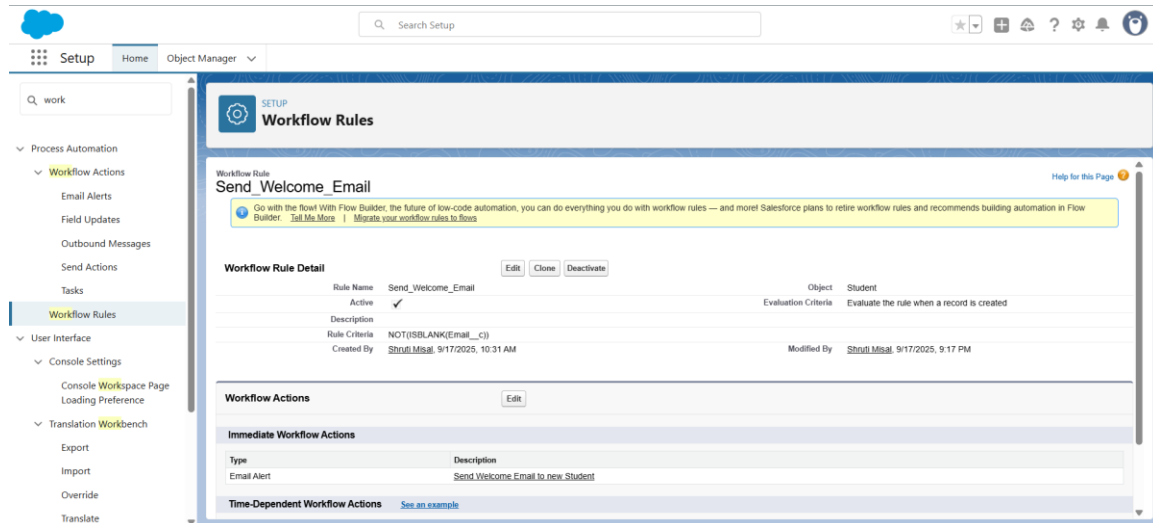 Search Setup
Setup
Home
Object Manager
work
Process Automation
Workflow Actions
Email Alerts
Field Updates
Outbound Messages
Send Actions
Tasks
Workflow Rules
User Interface
Console Settings
Console Workspace Page
Loading Preference
Translation Workbench
Export
Import
Override
Translate
SETUP
Workflow Rules
Workflow Rule
Send_Welcome_Email
Help for this Page
Go with the flow! With Flow Builder, the future of low-code automation, you can do everything you do with workflow rules — and more! Salesforce plans to retire workflow rules and recommends building automation in Flow
Builder. Tell Me More | Migrate your workflow rules to flows
Workflow Rule Detail Edit Clone Deactivate
Rule Name Send_Welcome_Email Object Student
Active Evaluation Criteria Evaluate the rule when a record is created
Description
Rule Criteria NOT(ISBLANK(Email__c))
Created By Shruti Misal, 9/17/2025, 10:31 AM Modified By Shruti Misal, 9/17/2025, 9:17 PM
Workflow Actions Edit
Immediate Workflow Actions
Type Description
Email Alert Send Welcome Email to new Student
Time-Dependent Workflow Actions See an example